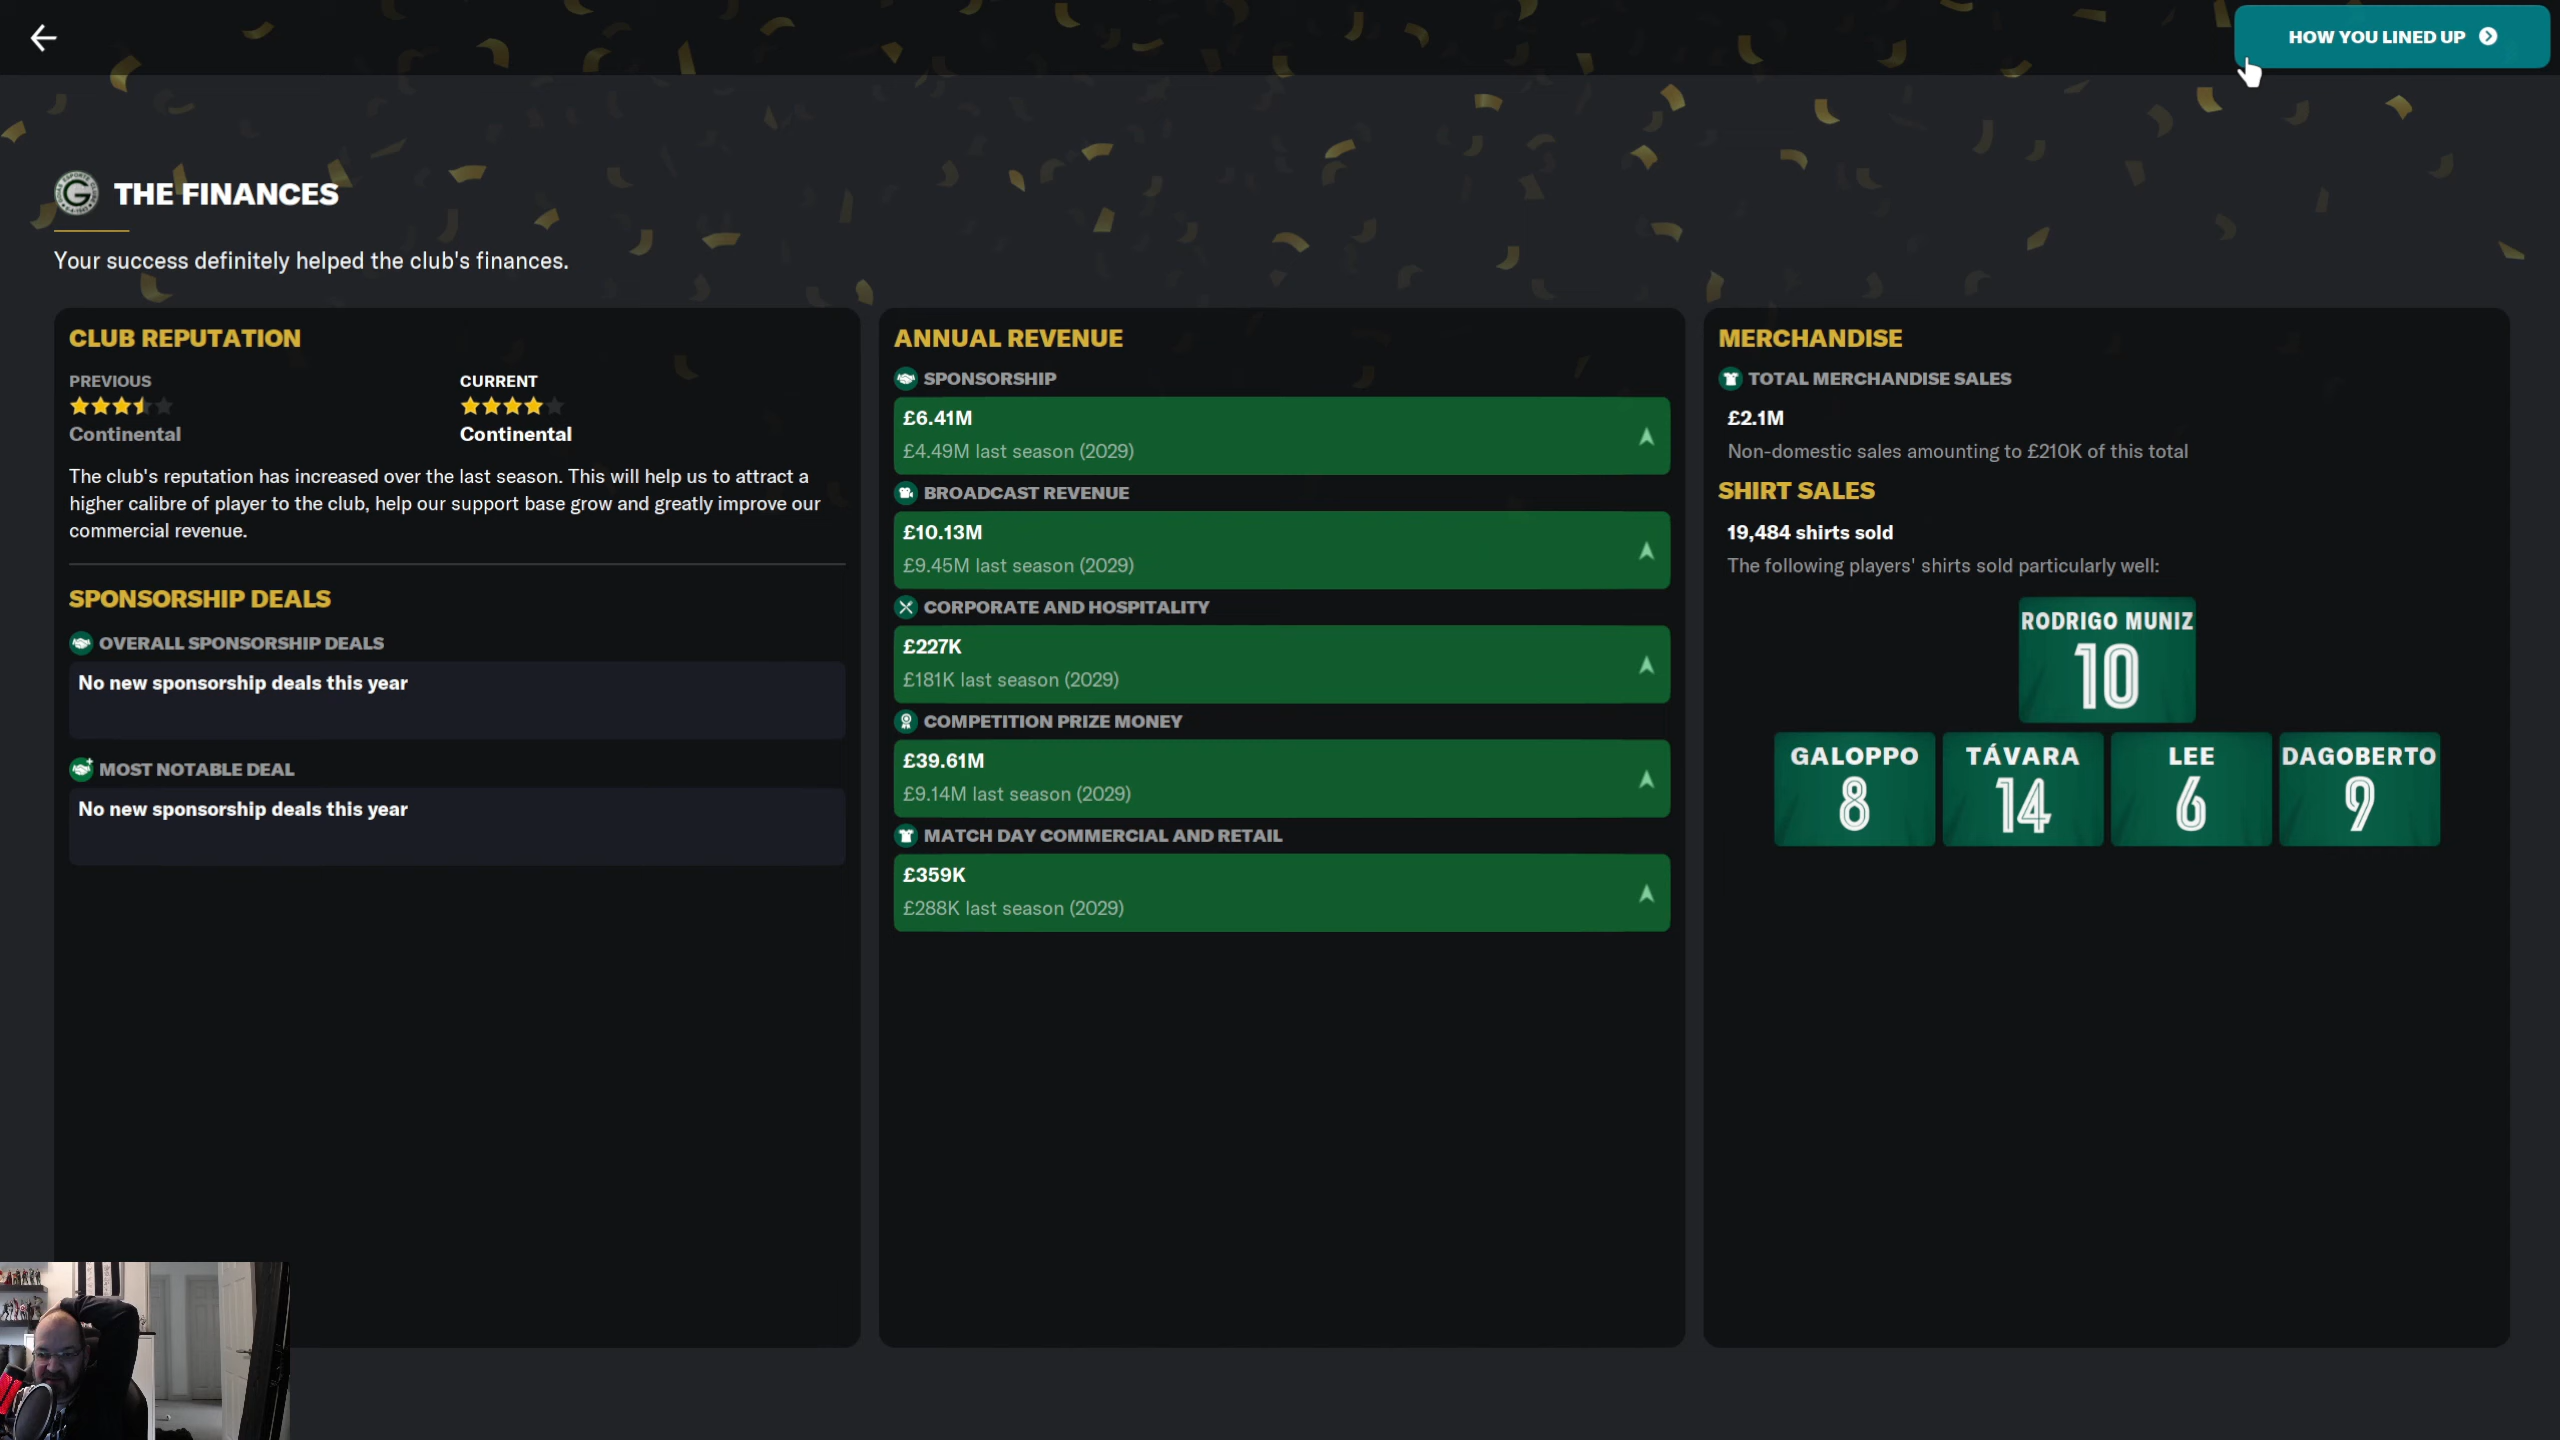 HOW YOU LINED UP
THE FINANCES
Your success definitely helped the club's finances.
CLUB REPUTATION
PREVIOUS
CURRENT
Continental
Continental
The club's reputation has increased over the last season. This will help us to attract a
higher calibre of player to the club, help our support base grow and greatly improve our
commercial revenue.
SPONSORSHIP DEALS
OVERALL SPONSORSHIP DEALS
No new sponsorship deals this year
MOST NOTABLE DEAL
No new sponsorship deals this year
ANNUAL REVENUE
SPONSORSHIP
£6.41M
£4.49M last season (2029)
BROADCAST REVENUE
£10.13M
£9.45M last season (2029)
CORPORATE AND HOSPITALITY
£227K
£181K last season (2029)
COMPETITION PRIZE MONEY
£39.61M
£9.14M last season (2029)
MATCH DAY COMMERCIAL AND RETAIL
£359K
£288K last season (2029)
MERCHANDISE
TOTAL MERCHANDISE SALES
£2.1M
Non-domestic sales amounting to £210K of this total
SHIRT SALES
19,484 shirts sold
The following players' shirts sold particularly well:
RODRIGO MUNIZ
10
GALOPPO
8
TÁVARA
14
LEE
6
DAGOBERTO
9